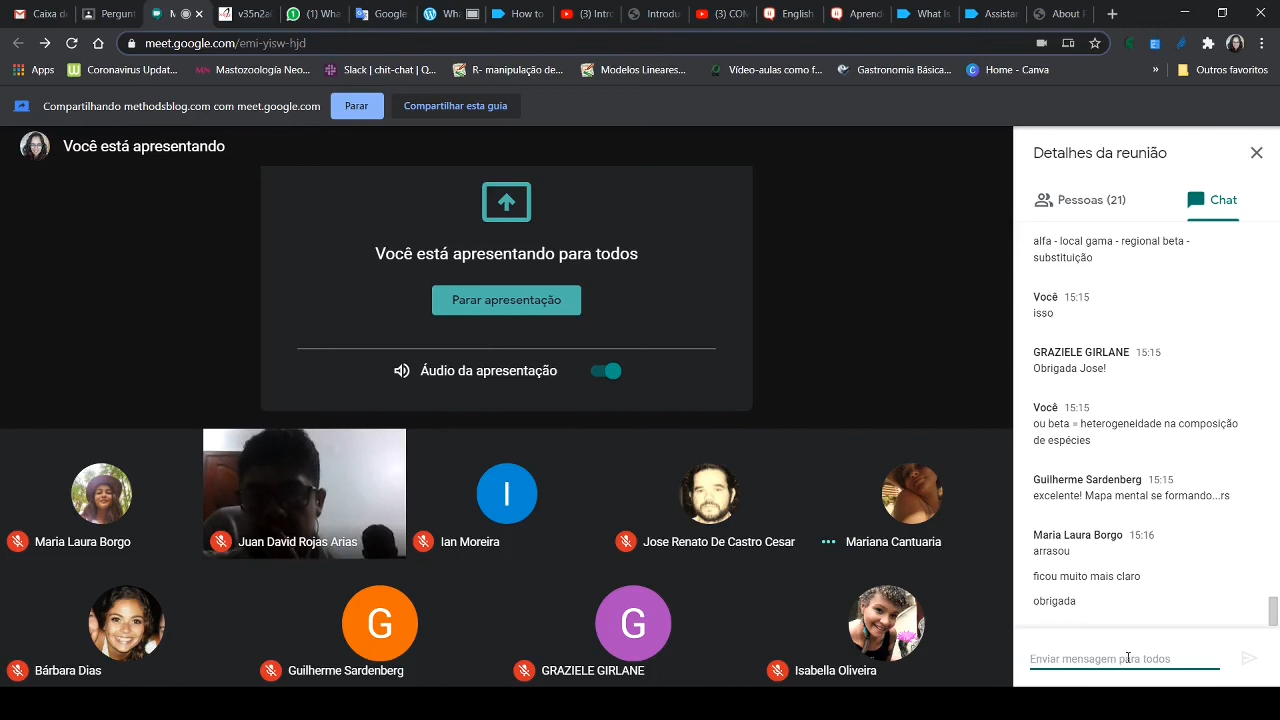 Caixa de
Pergunt
M
v35n2a
(1) Wha
Google
Wha
How to
(3) Intro
Introdu
(3) CON
English
Aprend
What Is
Assistan
About F
meet.google.com/emi-yisw-hjd
Apps
Coronavirus Updat...
Mastozoología Neo...
Slack | chit-chat | Q...
R- manipulação de...
Modelos Lineares...
Vídeo-aulas como f...
Gastronomia Básica...
Home - Canva
»
Outros favoritos
Compartilhando methodsblog.com com meet.google.com
Parar
Compartilhar esta guia
Você está apresentando
Você está apresentando para todos
Parar apresentação
Áudio da apresentação
Maria Laura Borgo
Juan David Rojas Arias
I
Ian Moreira
Jose Renato De Castro Cesar
Mariana Cantuaria
Bárbara Dias
G
Guilherme Sardenberg
G
GRAZIELE GIRLANE
Isabella Oliveira
Detalhes da reunião
Pessoas (21)
Chat
alfa - local gama - regional beta -
substituição
Você 15:15
isso
GRAZIELE GIRLANE 15:15
Obrigada Jose!
Você 15:15
ou beta = heterogeneidade na composição
de espécies
Guilherme Sardenberg 15:15
excelente! Mapa mental se formando...rs
Maria Laura Borgo 15:16
arrasou
ficou muito mais claro
obrigada
Enviar mensagem para todos